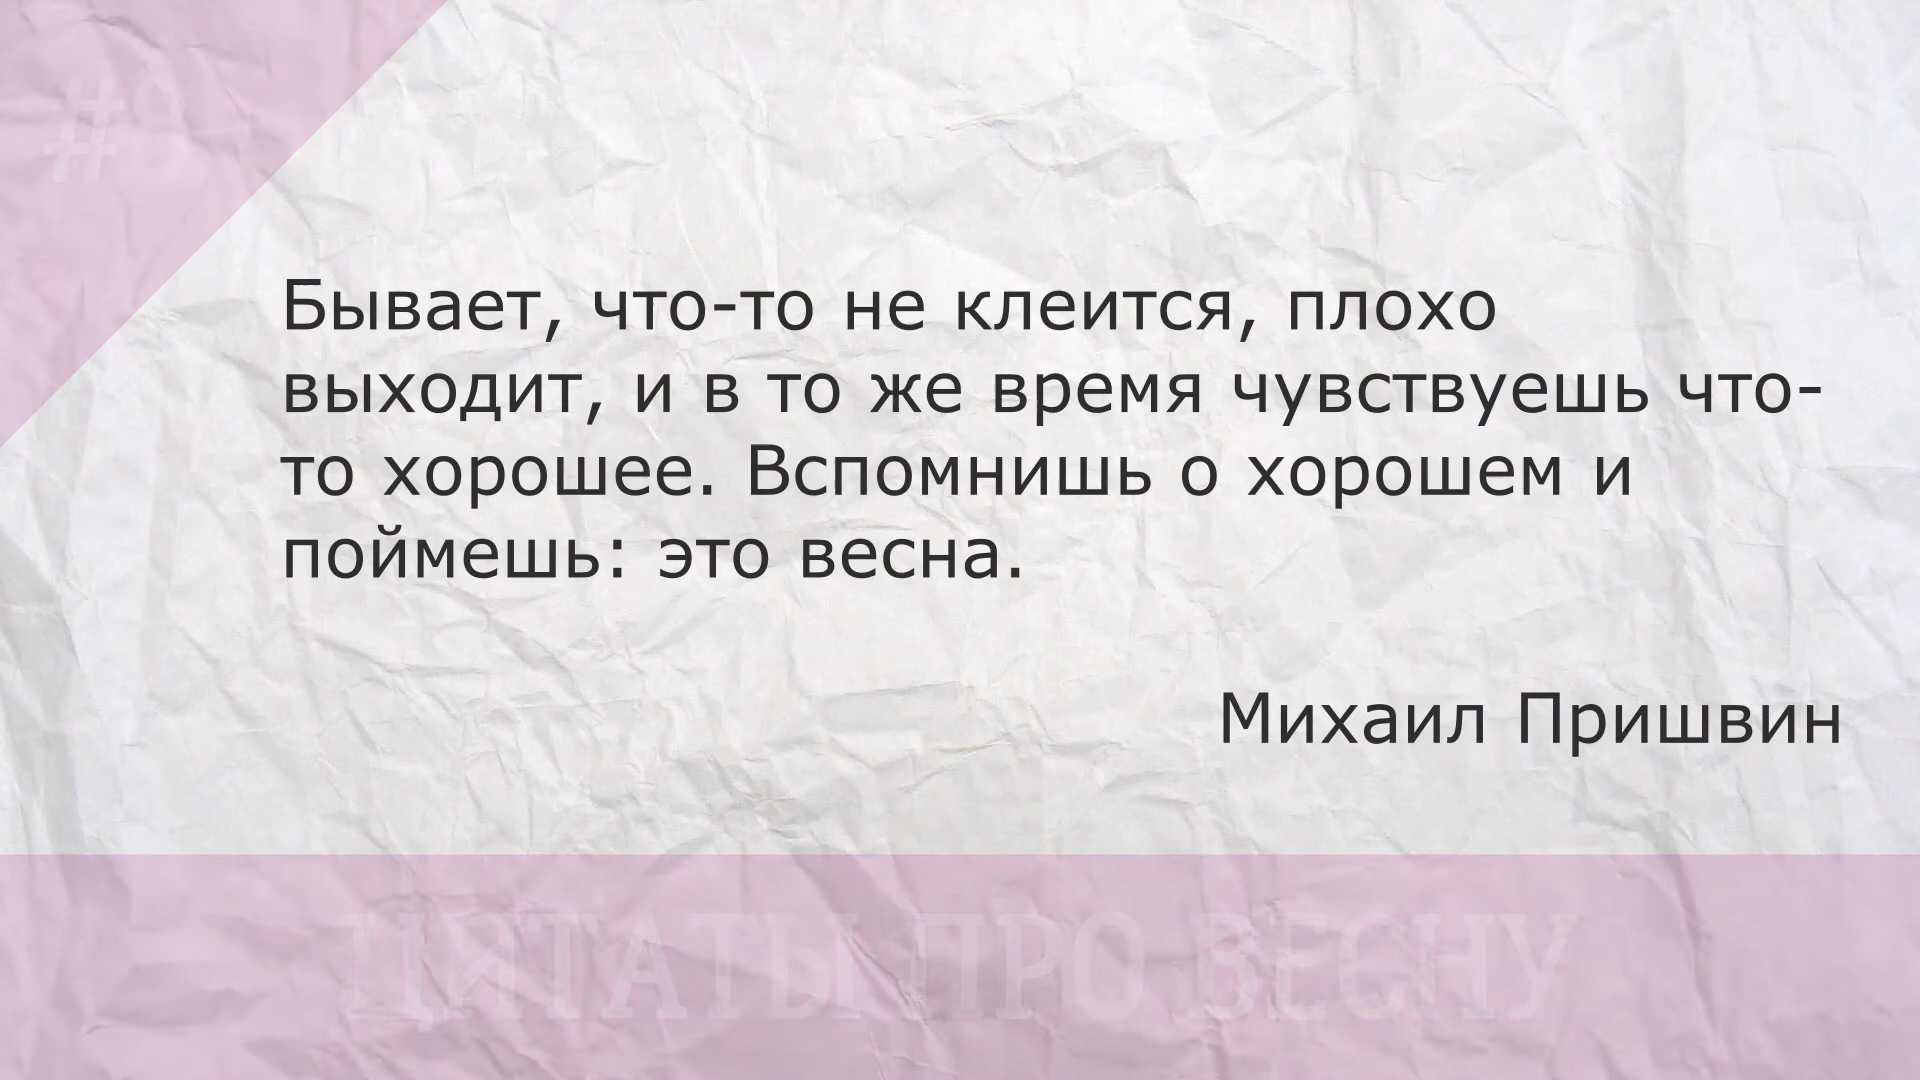 #
Бывает, что-то не клеится, плохо
выходит, и в то же время чувствуешь что-
то хорошее. Вспомнишь о хорошем и
поймешь: это весна.
Михаил Пришвин
ЦИТАТЫ ПРО ВЕСНУ